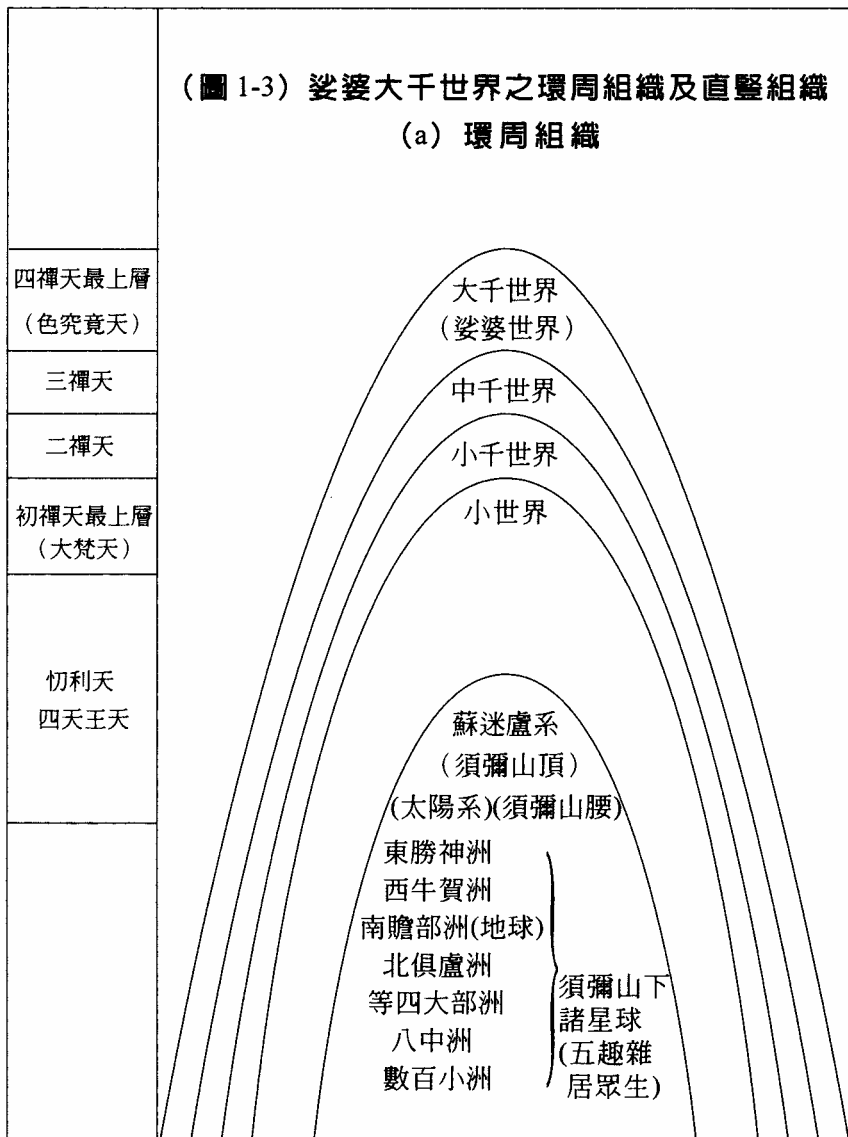 (圖 1-3) 娑婆大千世界之環周組織及直豎組織
(a) 環周組織
四禪天最上層
(色究竟天)
三禪天
二禪天
初禪天最上層
(大梵天)
忉利天
四天王天
大千世界
(娑婆世界)
中千世界
小千世界
小世界
蘇迷盧系
(須彌山頂)
(太陽系)(須彌山腰)
東勝神洲
西牛賀洲
南贍部洲(地球)
北俱盧洲
等四大部洲
八中洲
數百小洲
須彌山下
諸星球
(五趣雜
居眾生)